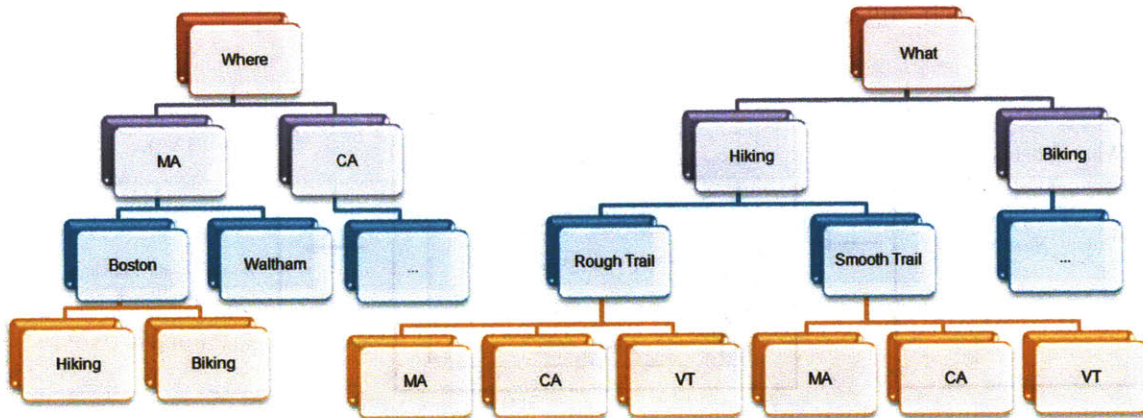 Where
What
MA
CA
Hiking
Biking
Boston
Waltham
...
Rough Trail
Smooth Trail
...
Hiking
Biking
MA
CA
VT
MA
CA
VT